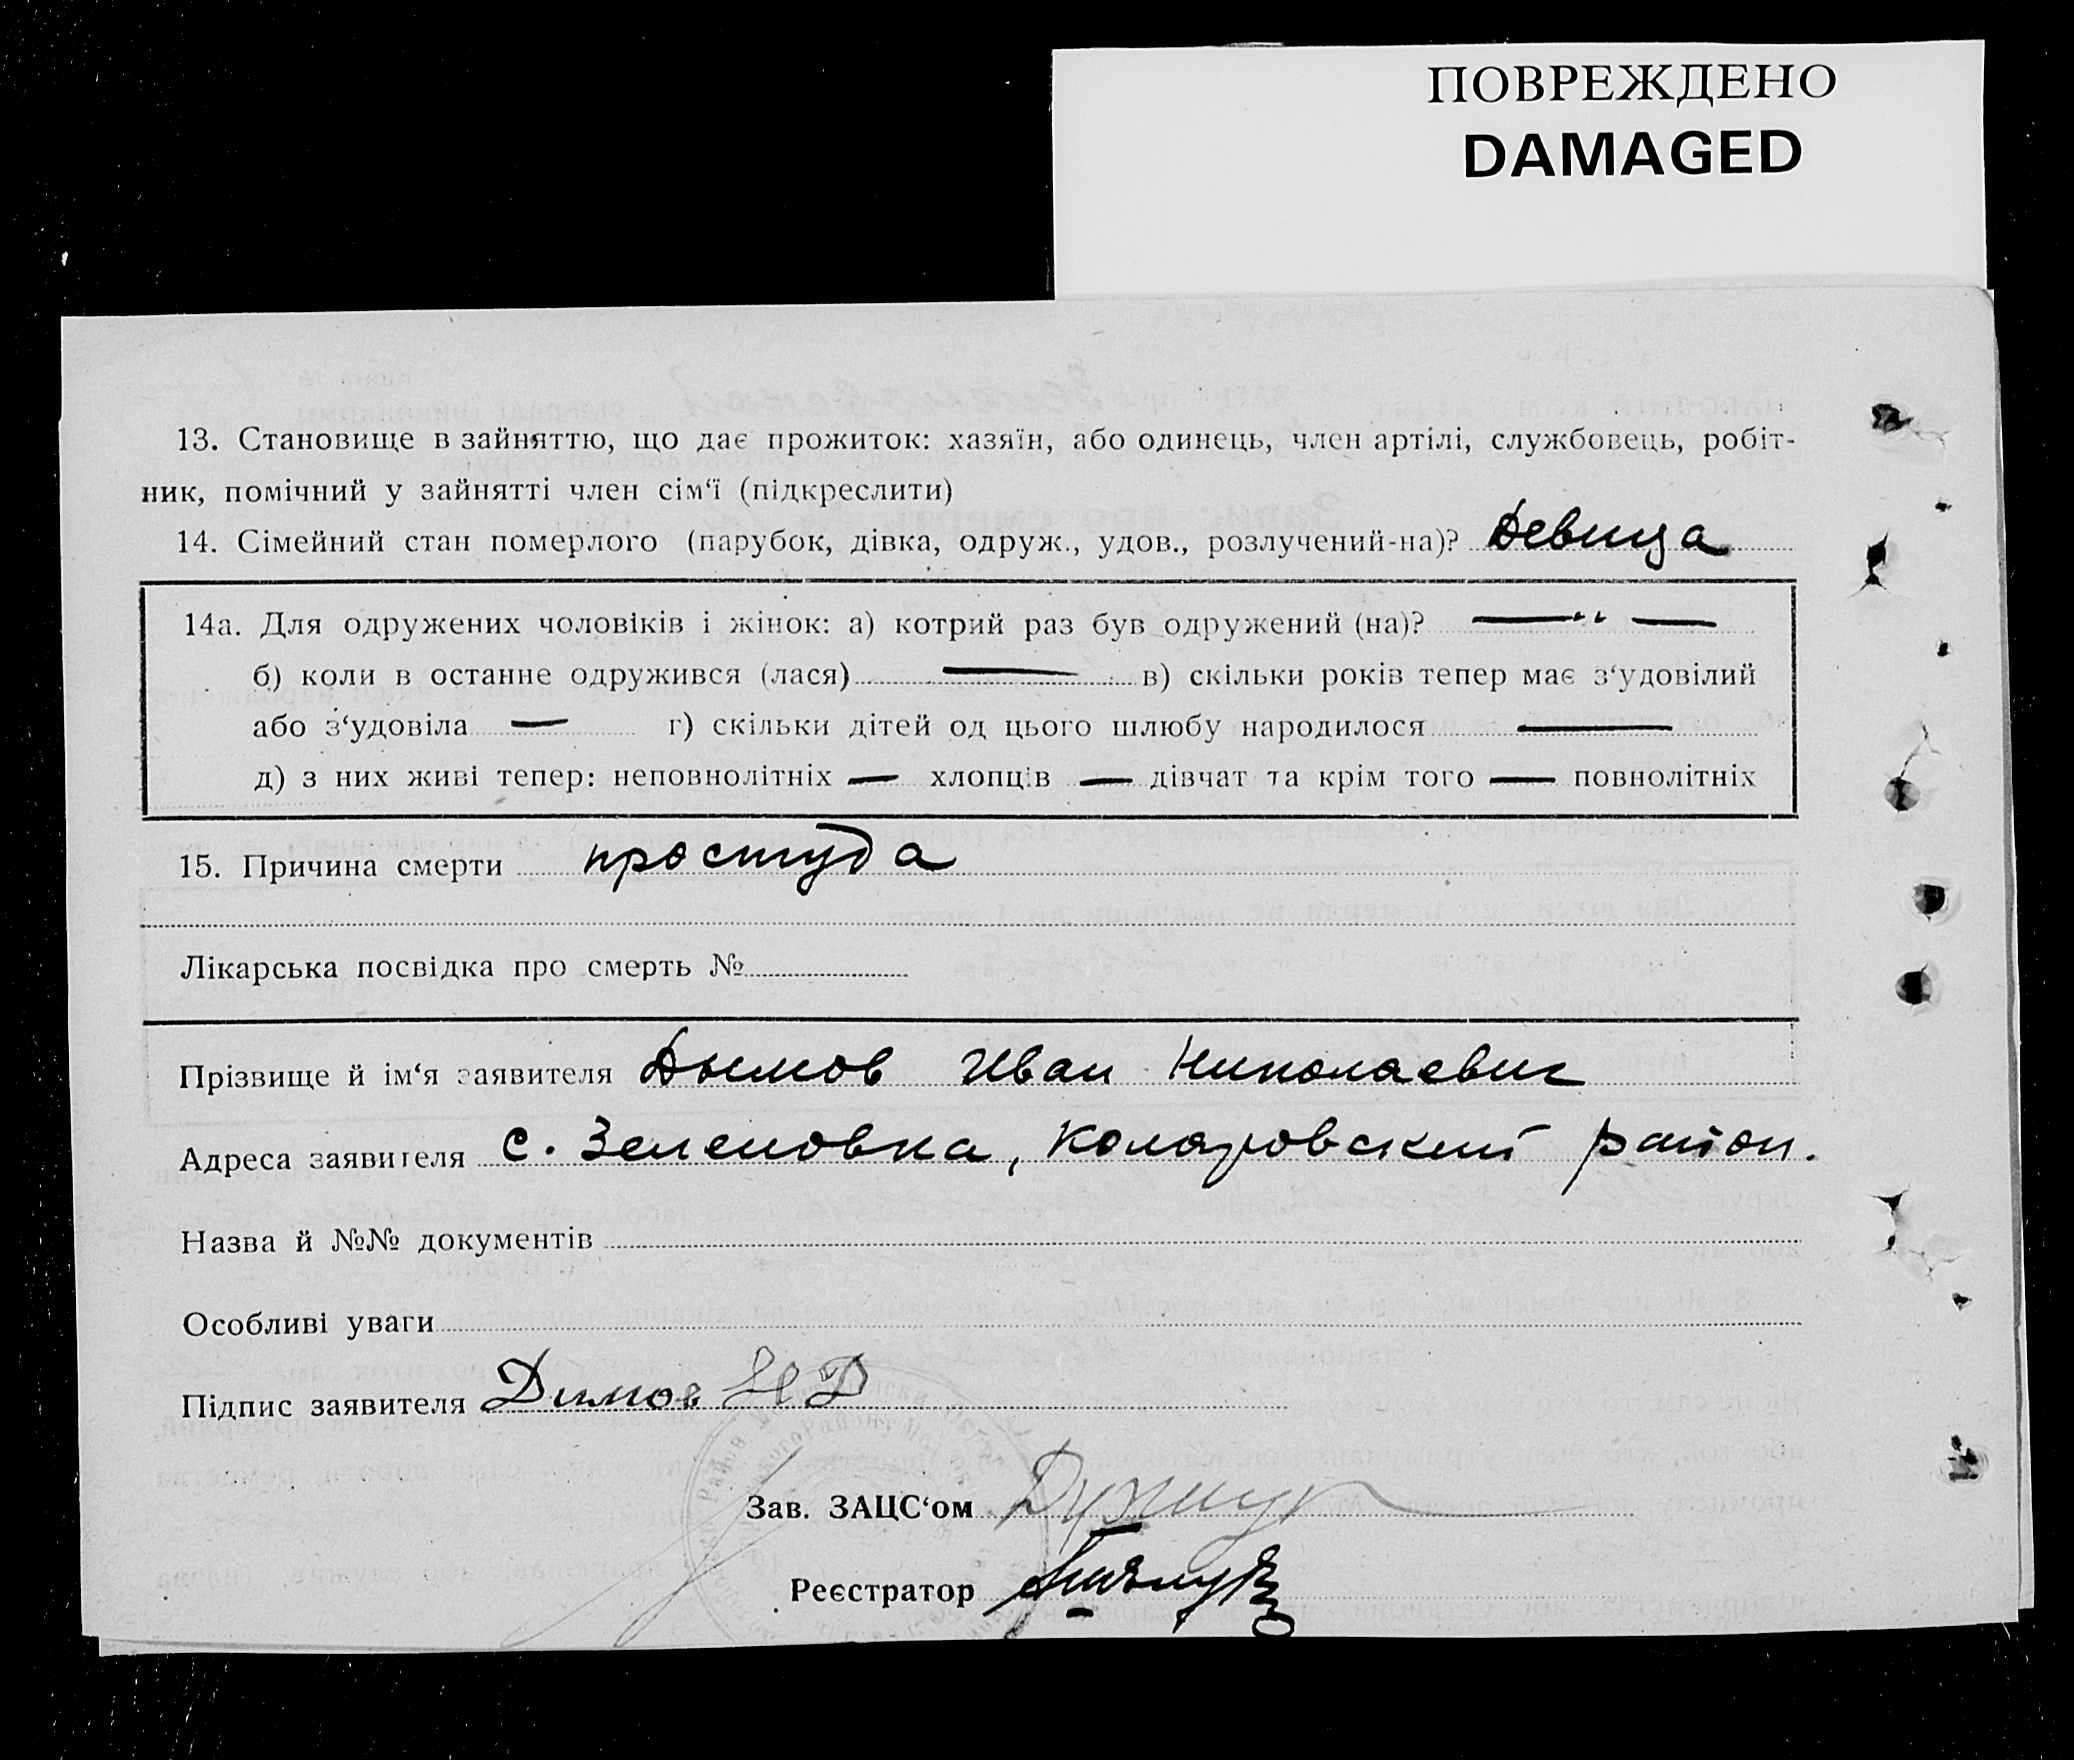 ПОВРЕЖДЕНО
DAMAGED
13. Становище в зайняттю, що дає прожиток: хазяїн, або одинець, член артілі, службовець, робіт-
ник, помічний у зайнятті член сім‘ї (підкреслити)
14. Сімейний стан померлого (парубок, дівка, одруж., удов., розлучений-на)? Девица
14а. Для одружених чоловіків і жінок: а) котрий раз був одружений (на)? — „ —
б) коли в останне одружився (лася) — в) скільки років тепер має з‘удовілий
або з‘удовіла — г) скільки дітей од цього шлюбу народилося —
д) з них живі тепер: неповнолітніх — хлопців — дівчат та крім того — повнолітніх
15. Причина смерти простуда
Лікарська посвідка про смерть №
Прізвище й ім‘я заявителя Дымов Иван Николаевич
Адреса заявителя с. Зеленовка, Коларовский район.
Назва й №№ документів
Особливі уваги
Підпис заявителя Димов И Д
Зав. ЗАЦС‘ом
Реєстратор